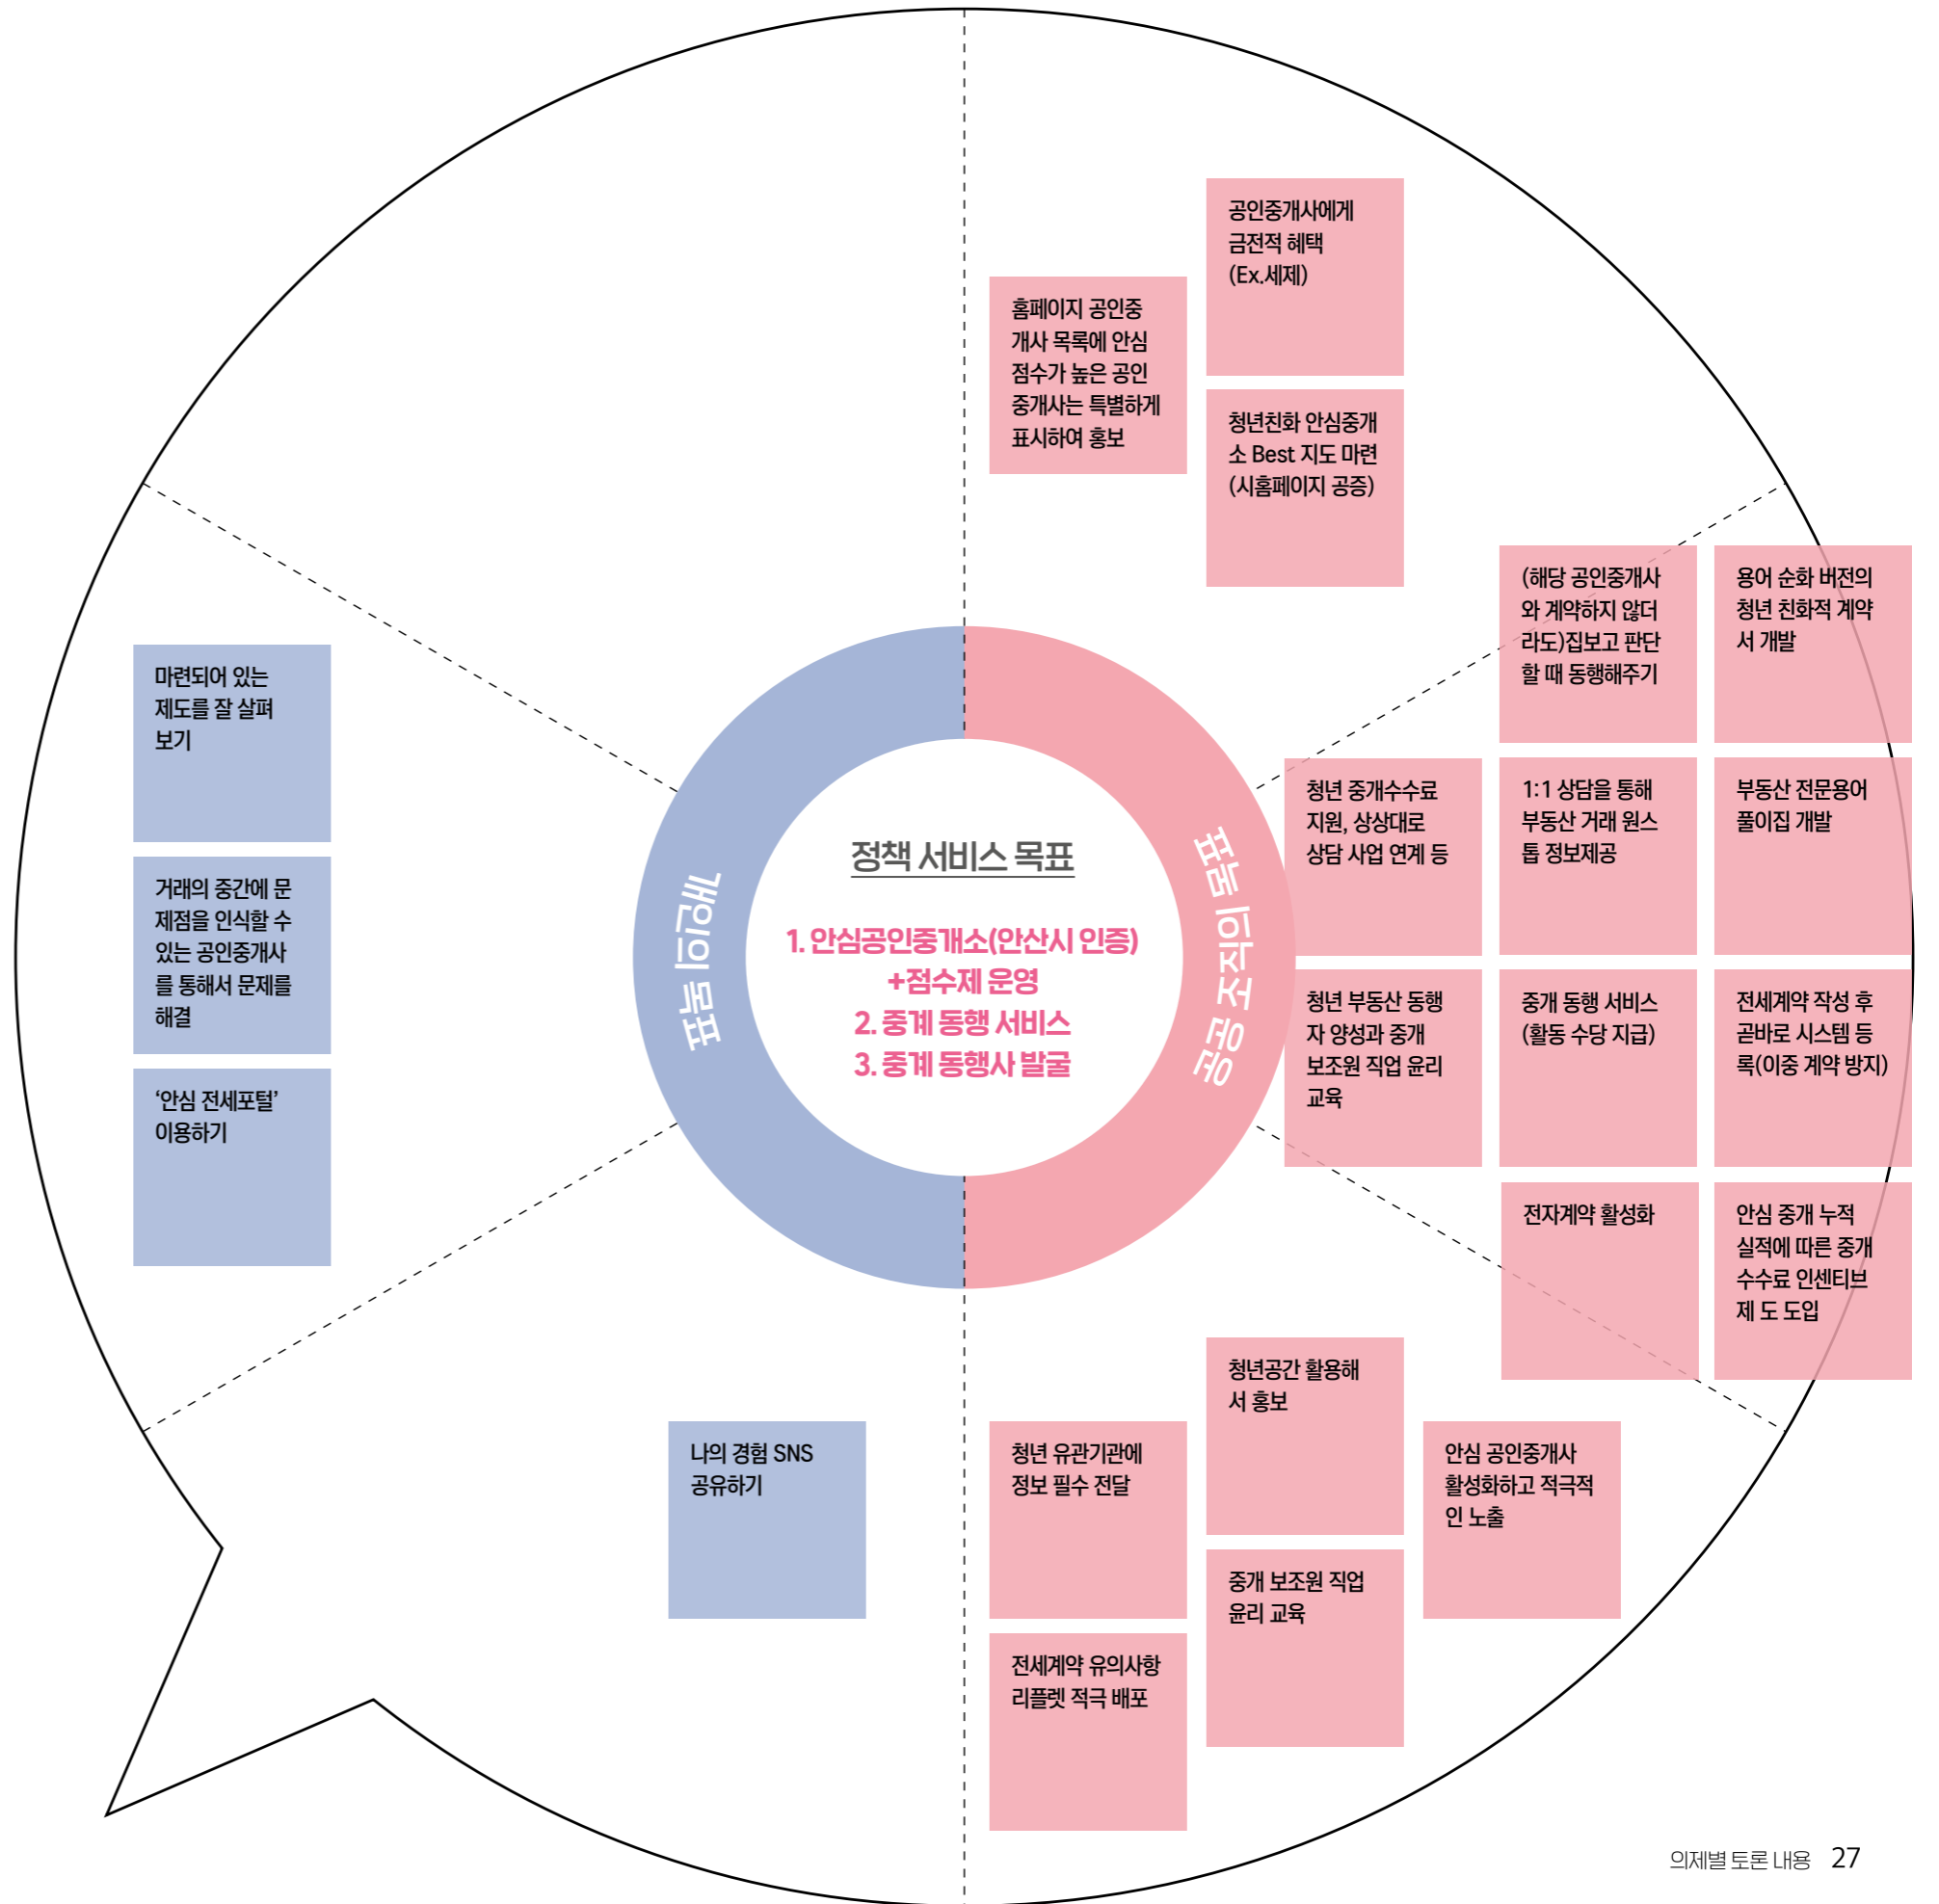 공인중개사에게
금전적 혜택
(Ex.세제)
홈페이지 공인중
개사 목록에 안심
점수가 높은 공인
중개사는 특별하게
표시하여 홍보
청년친화 안심중개
소 Best 지도 마련
(시홈페이지 공증)
(해당 공인중개사
와 계약하지 않더
라도)집보고 판단
할 때 동행해주기
용어 순화 버전의
청년 친화적 계약
서 개발
마련되어 있는
제도를 잘 살펴
보기
거래의 중간에 문
제점을 인식할 수
있는 공인중개사
를 통해서 문제를
해결
‘안심 전세포털’
이용하기
해근의 목표
정책 서비스 목표
1. 안심공인중개소(안산시 인증)
+점수제 운영
2. 중계 동행 서비스
3. 중계 동행사 발굴
공공 조직의 목표
청년 중개수수료
지원, 상상대로
상담 사업 연계 등
1:1 상담을 통해
부동산 거래 원스
톱 정보제공
부동산 전문용어
풀이집 개발
청년 부동산 동행
자 양성과 중개
보조원 직업 윤리
교육
중개 동행 서비스
(활동 수당 지급)
전세계약 작성 후
곧바로 시스템 등
록(이중 계약 방지)
전자계약 활성화
안심 중개 누적
실적에 따른 중개
수수료 인센티브
제 도 도입
나의 경험 SNS
공유하기
청년 유관기관에
정보 필수 전달
청년공간 활용해
서 홍보
안심 공인중개사
활성화하고 적극적
인 노출
중개 보조원 직업
윤리 교육
전세계약 유의사항
리플렛 적극 배포
의제별 토론 내용 27